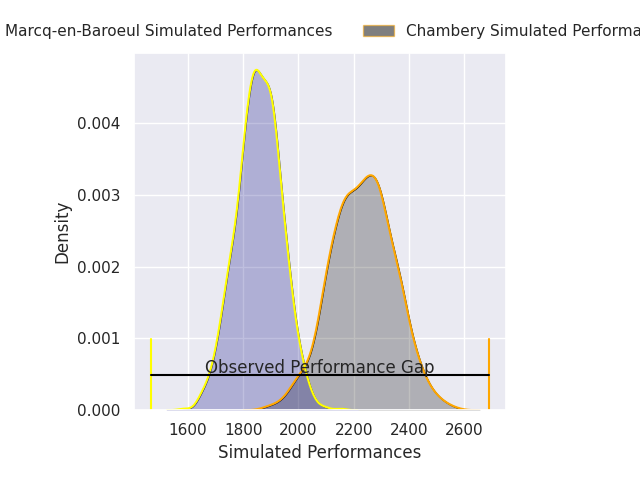 Marcq-en-Baroeul Simulated Performances Chambery Simulated Performa
0.004
0.003
0.002
0.001
0.000
Density
Observed Performance Gap
1600 1800 2000 2200 2400 2600
Simulated Performances